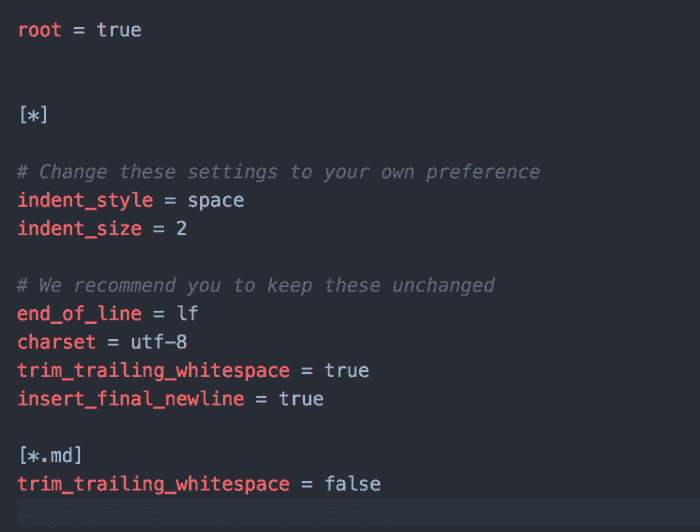 root = true
[*]
# Change these settings to your own preference
indent_style = space
indent_size = 2
# We recommend you to keep these unchanged
end_of_line = lf
charset = utf-8
trim_trailing_whitespace = true
insert_final_newline = true
[*.md]
trim_trailing_whitespace = false